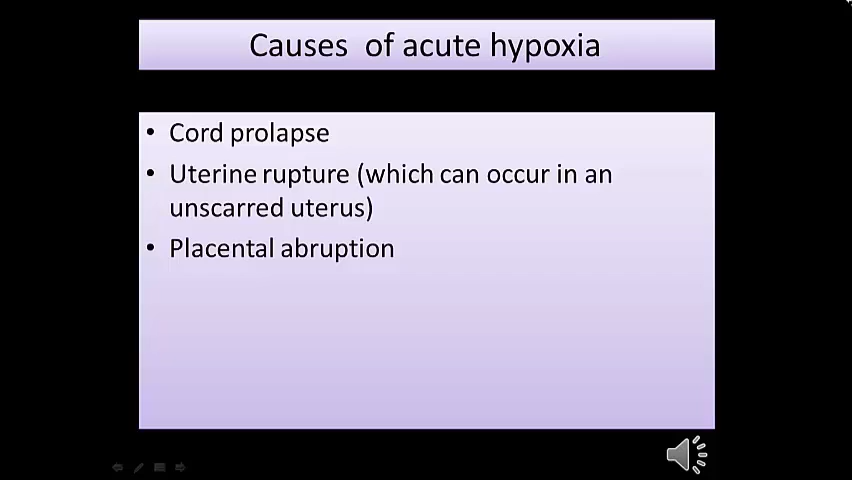 Causes  of acute hypoxia
• Cord prolapse
• Uterine rupture (which can occur in an
unscarred uterus)
• Placental abruption